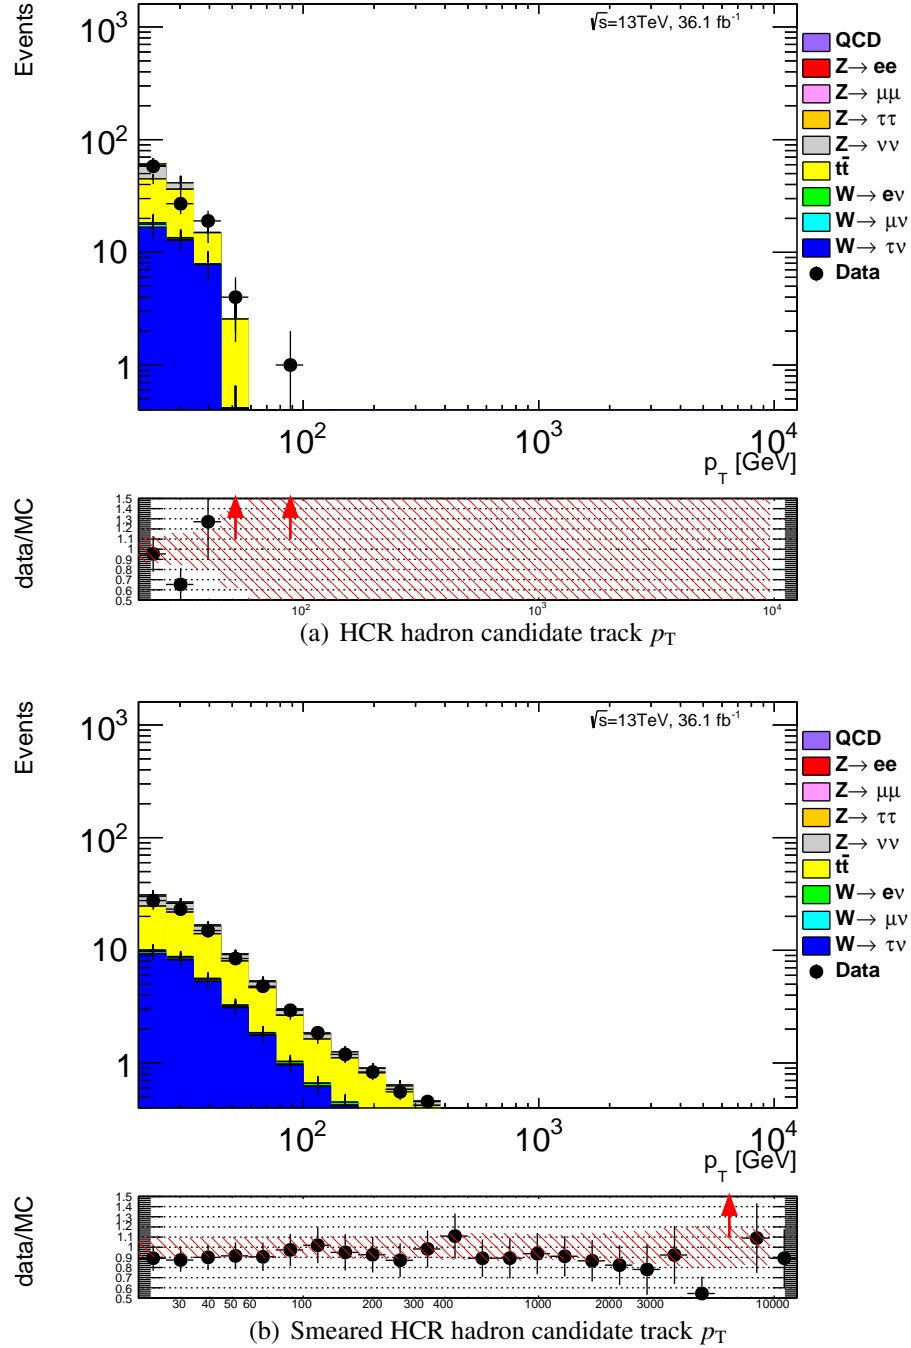 Events
10³
10²
10
1
√s=13TeV, 36.1 fb⁻¹
QCD
Z→ ee
Z→ μμ
Z→ ττ
Z→ νν
tt̄
W→ eν
W→ μν
W→ τν
Data
10² 10³ 10⁴
p_T [GeV]
data/MC
1.5
1.4
1.3
1.2
1.1
1
0.9
0.8
0.7
0.6
0.5
10² 10³ 10⁴
(a) HCR hadron candidate track p_T
Events
10³
10²
10
1
√s=13TeV, 36.1 fb⁻¹
QCD
Z→ ee
Z→ μμ
Z→ ττ
Z→ νν
tt̄
W→ eν
W→ μν
W→ τν
Data
10² 10³ 10⁴
p_T [GeV]
data/MC
1.5
1.4
1.3
1.2
1.1
1
0.9
0.8
0.7
0.6
0.5
30 40 50 60 100 200 300 400 1000 2000 3000 10000
(b) Smeared HCR hadron candidate track p_T